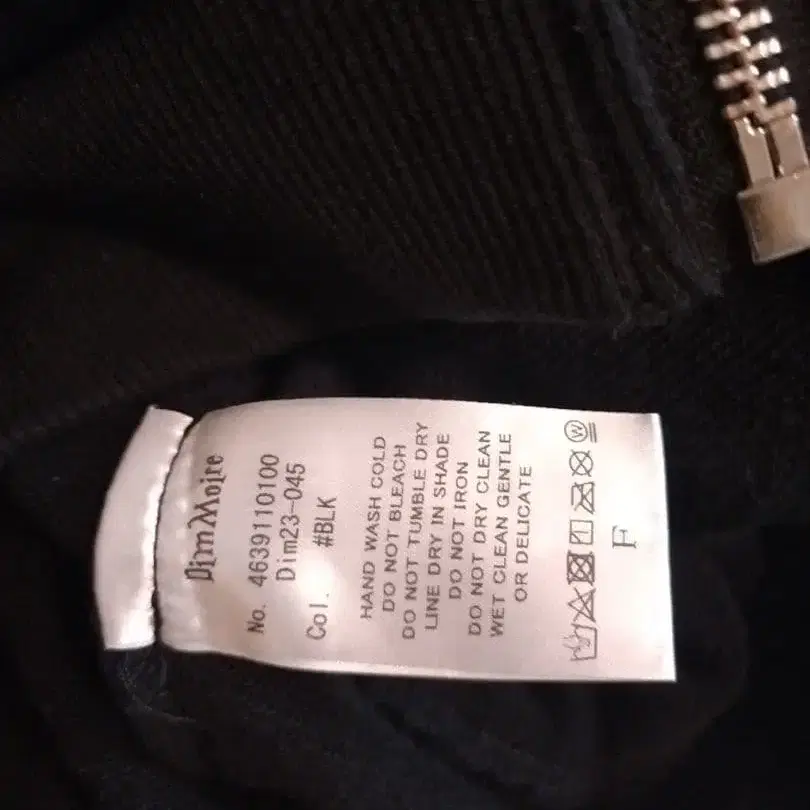 DimMoire
No. 4639110100
Dim23-045
Col. #BLK
HAND WASH COLD
DO NOT BLEACH
DO NOT TUMBLE DRY
LINE DRY IN SHADE
DO NOT IRON
DO NOT DRY CLEAN
WET CLEAN GENTLE
OR DELICATE
W
F